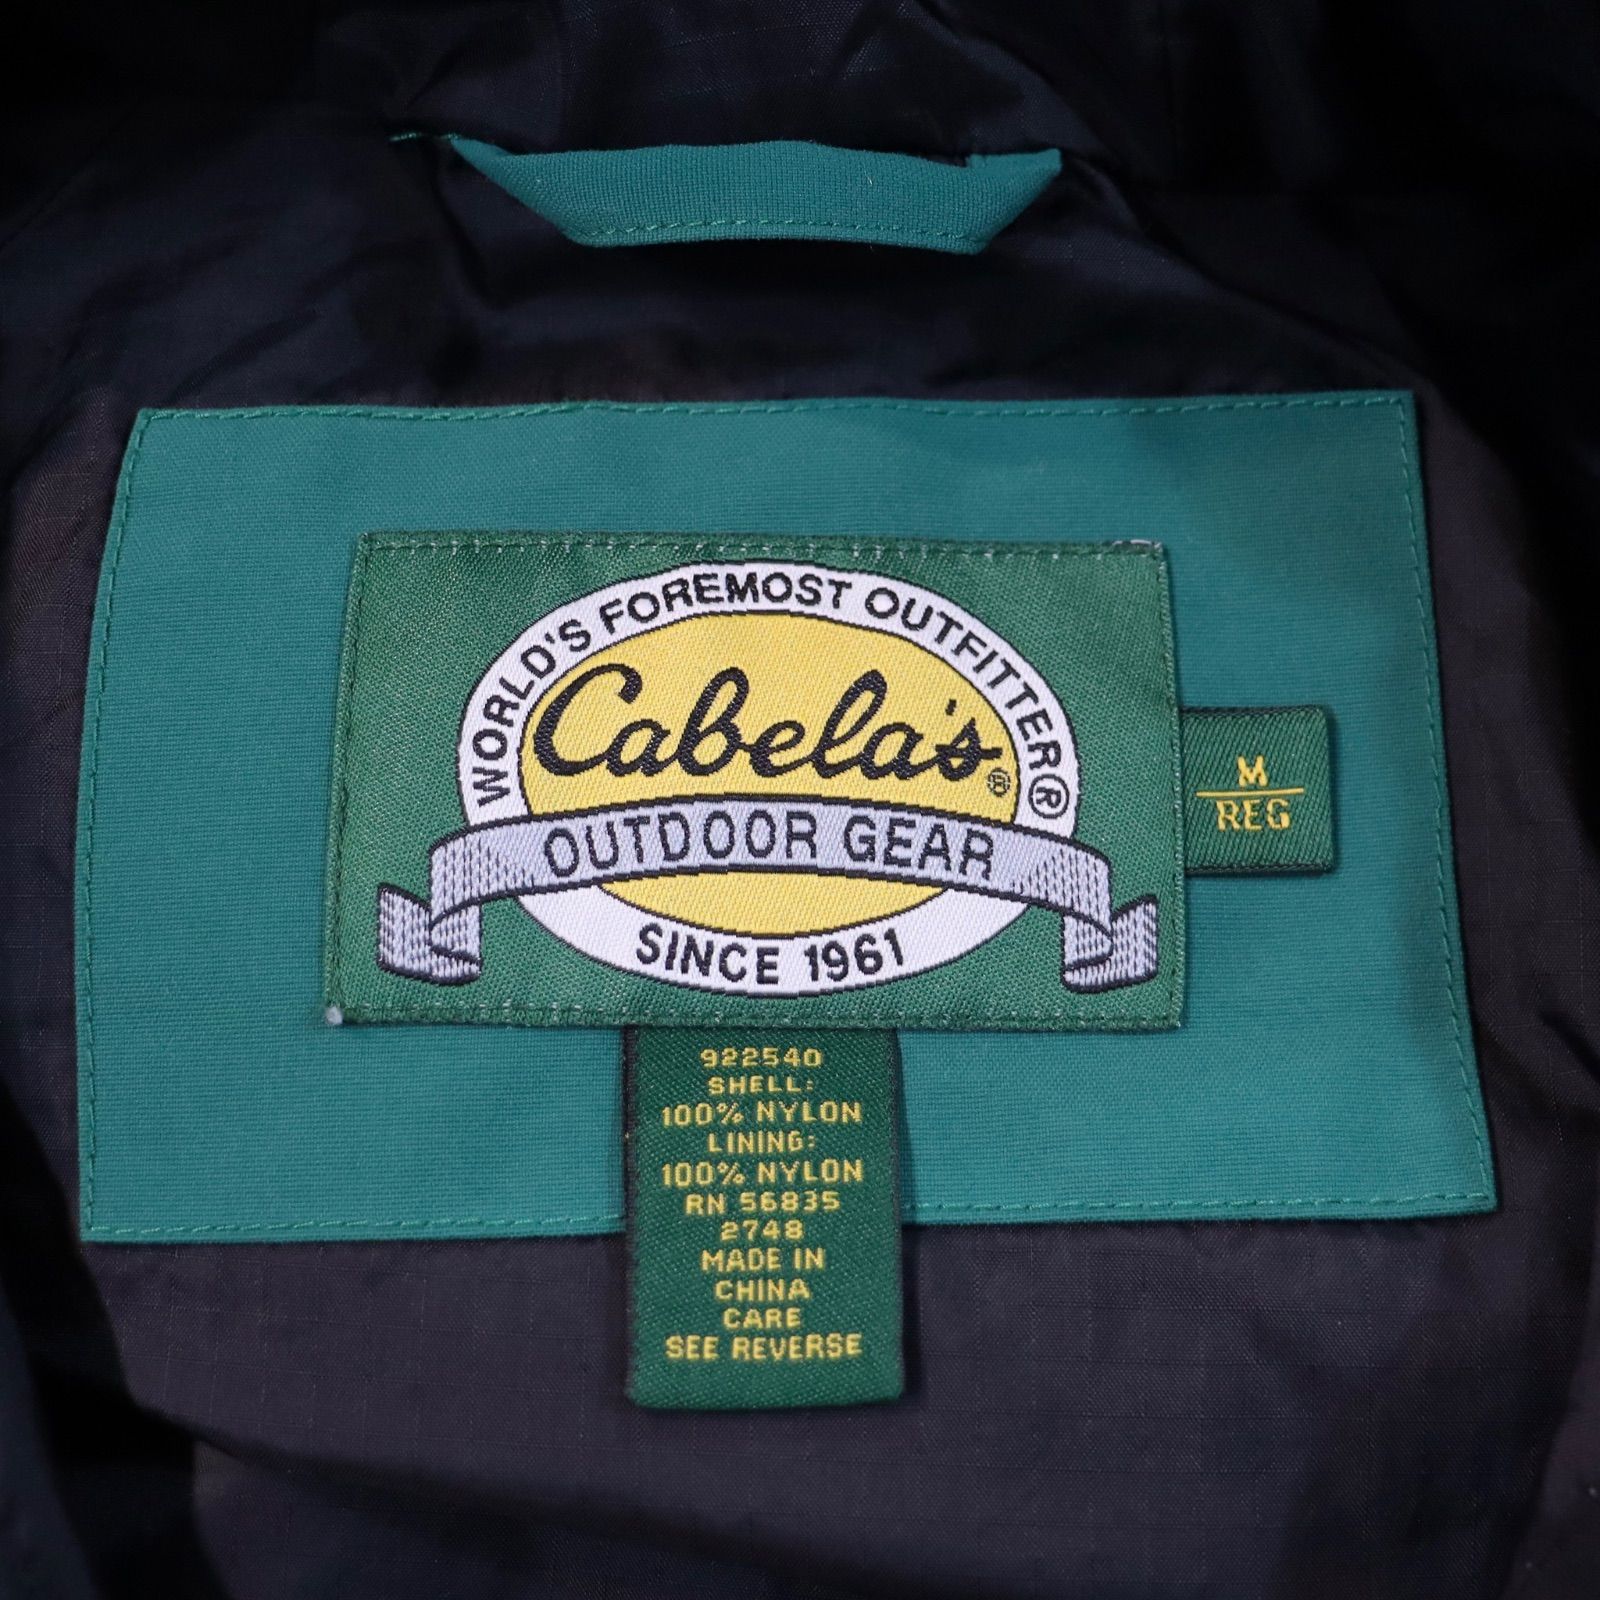 WORLD'S FOREMOST OUTFITTER®
Cabela's®
OUTDOOR GEAR
SINCE 1961
M
REG
922540
SHELL:
100% NYLON
LINING:
100% NYLON
RN 56835
2748
MADE IN
CHINA
CARE
SEE REVERSE